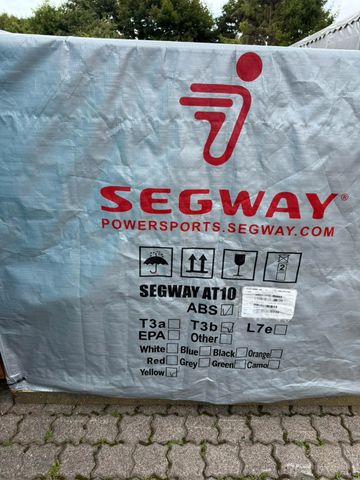 SEGWAY®
POWERSPORTS.SEGWAY.COM
2
SEGWAY AT10
ABS
T3a T3b L7e
EPA Other
White Blue Black Orange
Red Grey Green Camo
Yellow